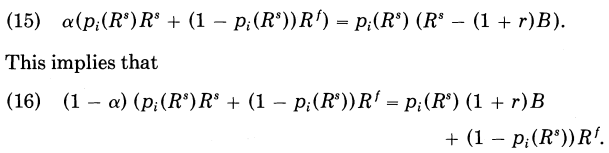 (15) α(pᵢ(Rˢ)Rˢ + (1 − pᵢ(Rˢ))Rᶠ) = pᵢ(Rˢ) (Rˢ − (1 + r)B).
This implies that
(16) (1 − α) (pᵢ(Rˢ)Rˢ + (1 − pᵢ(Rˢ))Rᶠ = pᵢ(Rˢ) (1 + r)B
+ (1 − pᵢ(Rˢ))Rᶠ.